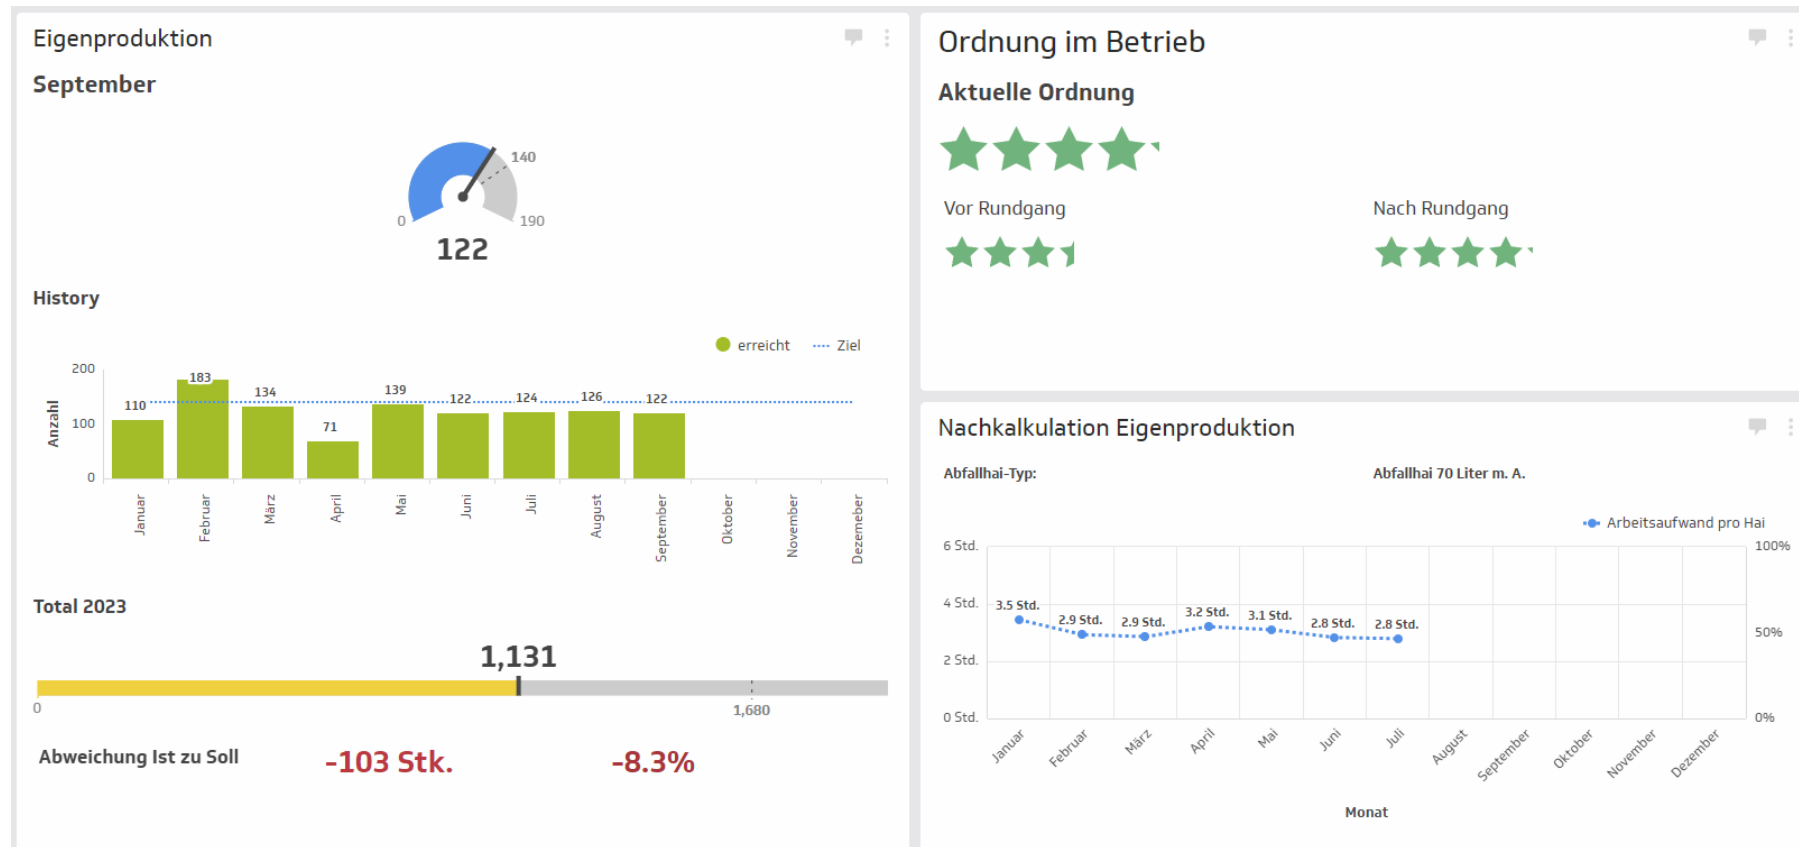 Eigenproduktion
September
140
0
190
122
History
erreicht
Ziel
Anzahl
200
100
0
110
183
134
71
139
122
124
126
122
Januar
Februar
März
April
Mai
Juni
Juli
August
September
Oktober
November
Dezemeber
Total 2023
1,131
0
1,680
Abweichung Ist zu Soll
-103 Stk.
-8.3%
Ordnung im Betrieb
Aktuelle Ordnung
Vor Rundgang
Nach Rundgang
Nachkalkulation Eigenproduktion
Abfallhai-Typ:
Abfallhai 70 Liter m. A.
Arbeitsaufwand pro Hai
6 Std.
4 Std.
2 Std.
0 Std.
100%
50%
0%
3.5 Std.
2.9 Std.
2.9 Std.
3.2 Std.
3.1 Std.
2.8 Std.
2.8 Std.
Januar
Februar
März
April
Mai
Juni
Juli
August
September
Oktober
November
Dezember
Monat